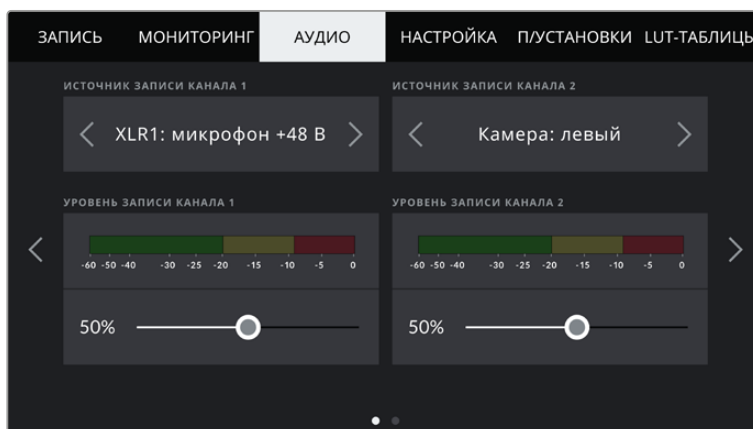 ЗАПИСЬ МОНИТОРИНГ АУДИО НАСТРОЙКА П/УСТАНОВКИ LUT-ТАБЛИЦЫ
ИСТОЧНИК ЗАПИСИ КАНАЛА 1 ИСТОЧНИК ЗАПИСИ КАНАЛА 2
XLR1: микрофон +48 В Камера: левый
УРОВЕНЬ ЗАПИСИ КАНАЛА 1 УРОВЕНЬ ЗАПИСИ КАНАЛА 2
-60 -50 -40 -30 -25 -20 -15 -10 -5 0 -60 -50 -40 -30 -25 -20 -15 -10 -5 0
50% 50%